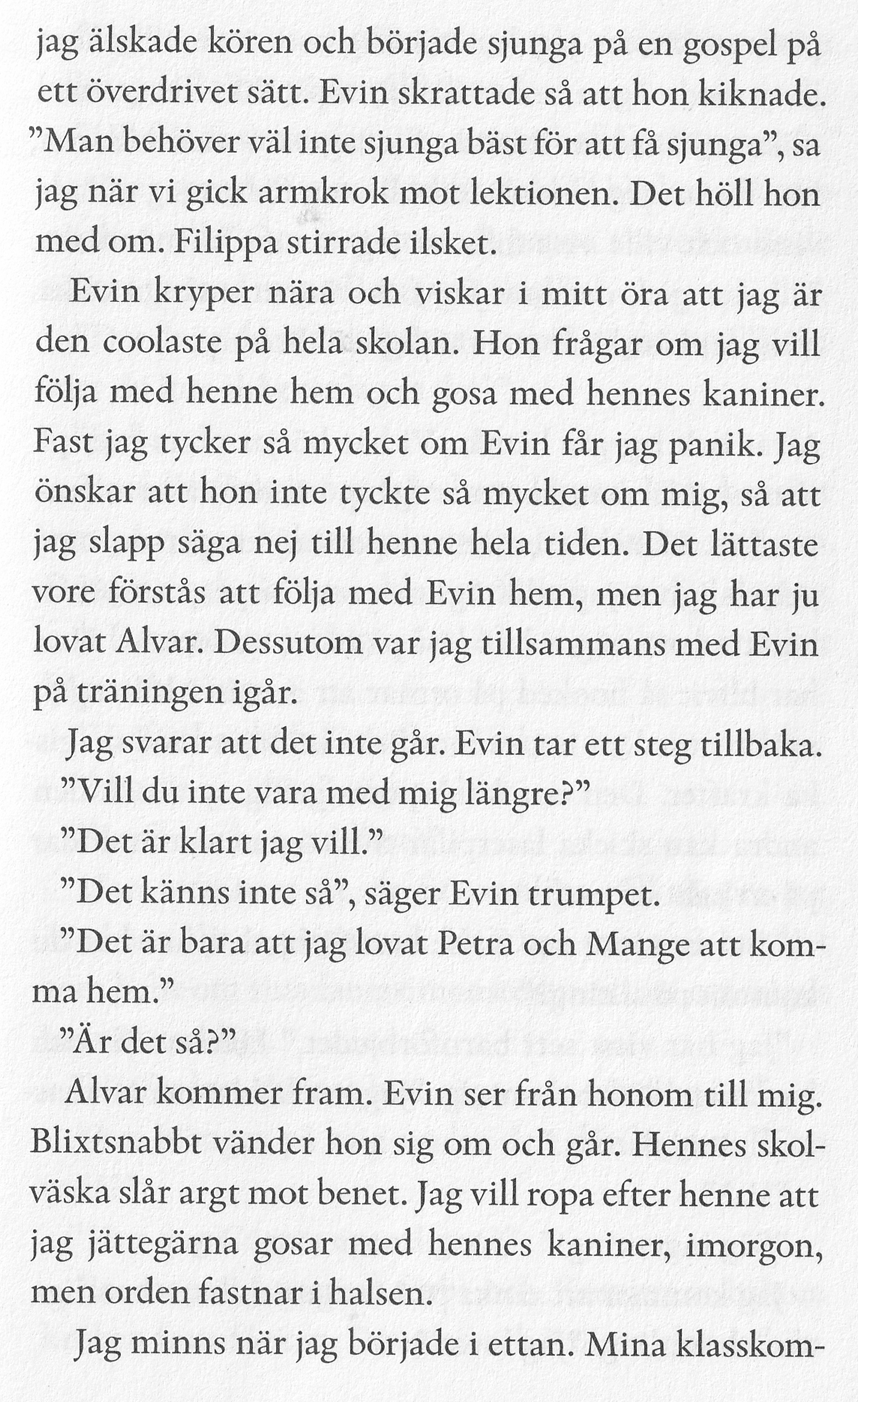 jag älskade kören och började sjunga på en gospel på
ett överdrivet sätt. Evin skrattade så att hon kiknade.
”Man behöver väl inte sjunga bäst för att få sjunga”, sa
jag när vi gick armkrok mot lektionen. Det höll hon
med om. Filippa stirrade ilsket.
Evin kryper nära och viskar i mitt öra att jag är
den coolaste på hela skolan. Hon frågar om jag vill
följa med henne hem och gosa med hennes kaniner.
Fast jag tycker så mycket om Evin får jag panik. Jag
önskar att hon inte tyckte så mycket om mig, så att
jag slapp säga nej till henne hela tiden. Det lättaste
vore förstås att följa med Evin hem, men jag har ju
lovat Alvar. Dessutom var jag tillsammans med Evin
på träningen igår.
Jag svarar att det inte går. Evin tar ett steg tillbaka.
”Vill du inte vara med mig längre?”
”Det är klart jag vill.”
”Det känns inte så”, säger Evin trumpet.
”Det är bara att jag lovat Petra och Mange att kom-
ma hem.”
”Är det så?”
Alvar kommer fram. Evin ser från honom till mig.
Blixtsnabbt vänder hon sig om och går. Hennes skol-
väska slår argt mot benet. Jag vill ropa efter henne att
jag jättegärna gosar med hennes kaniner, imorgon,
men orden fastnar i halsen.
Jag minns när jag började i ettan. Mina klasskom-